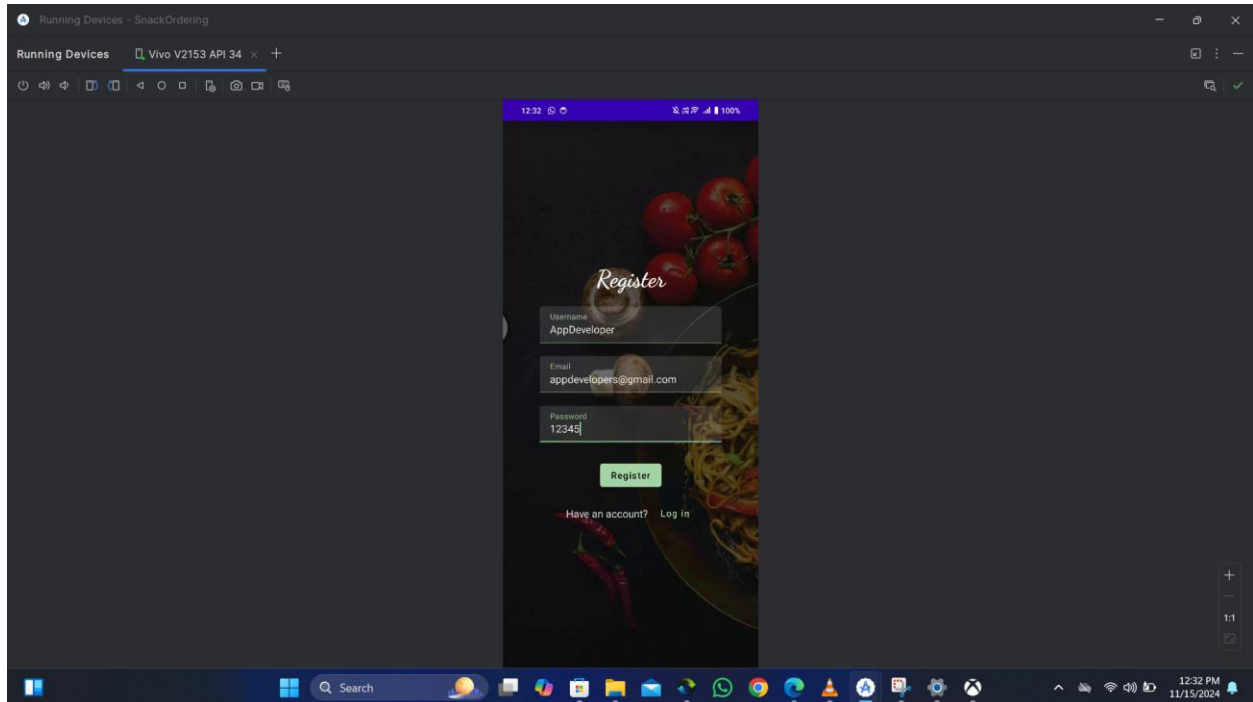 Running Devices - SnackOrdering
Running Devices
Vivo V2153 API 34
12:32
100%
Register
Username
AppDeveloper
Email
appdevelopers@gmail.com
Password
12345
Register
Have an account? Log in
1:1
Search
12:32 PM
11/15/2024